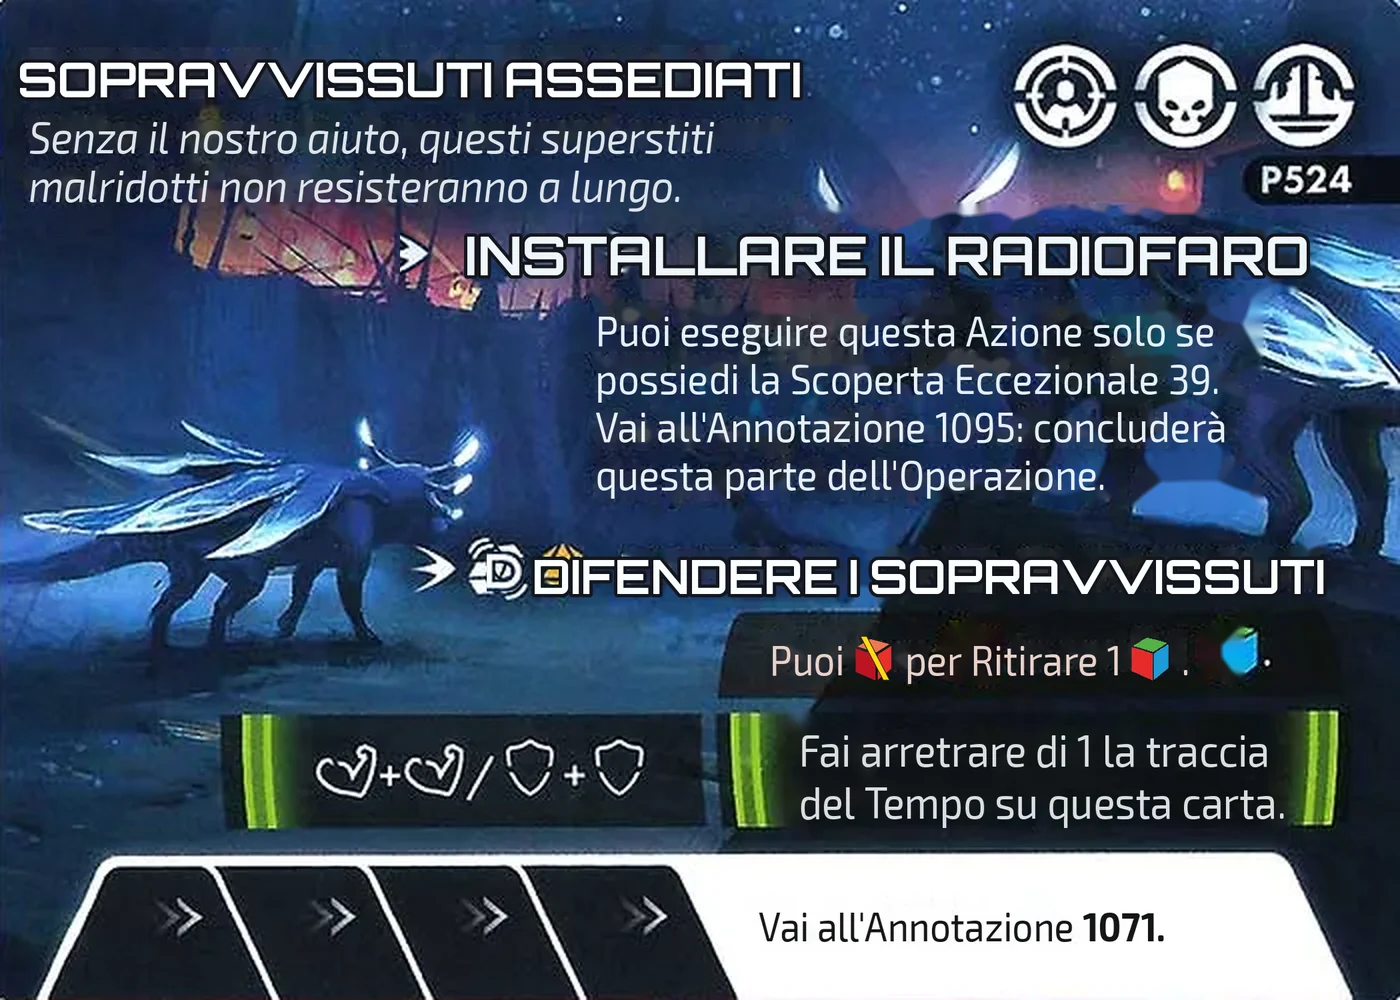 SOPRAVVISSUTI ASSEDIATI
Senza il nostro aiuto, questi superstiti
malridotti non resisteranno a lungo.
P524
INSTALLARE IL RADIOFARO
Puoi eseguire questa Azione solo se
possiedi la Scoperta Eccezionale 39.
Vai all'Annotazione 1095: concluderà
questa parte dell'Operazione.
D DIFENDERE I SOPRAVVISSUTI
Puoi per Ritirare 1 . .
+ / +
Fai arretrare di 1 la traccia
del Tempo su questa carta.
Vai all'Annotazione 1071.